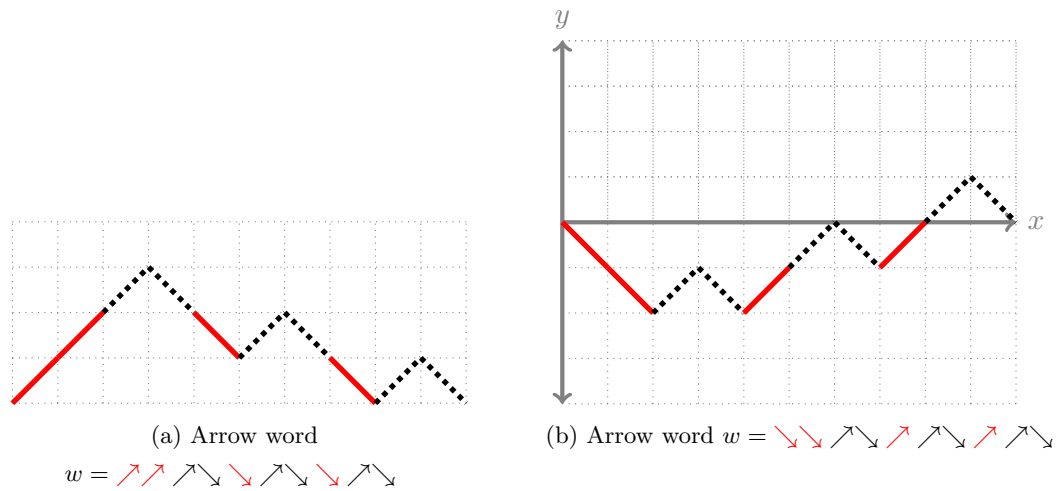 y
x
(a) Arrow word
w = ↗↗ ↗↘ ↘ ↗↘ ↘ ↗↘
(b) Arrow word w = ↘↘ ↗↘ ↗ ↗↘ ↗ ↗↘